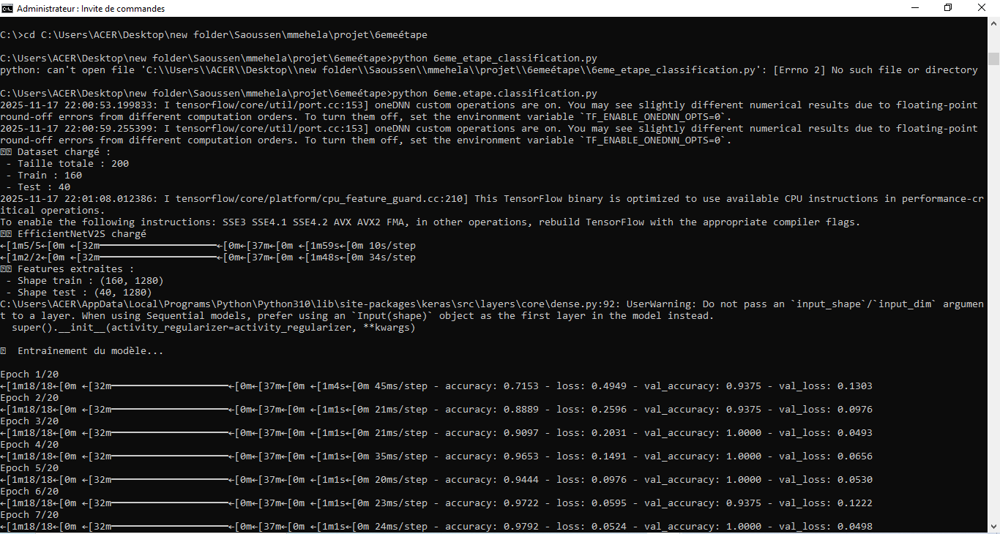 Administrateur : Invite de commandes
C:\>cd C:\Users\ACER\Desktop\new folder\Saoussen\mmehela\projet\6emeétape
C:\Users\ACER\Desktop\new folder\Saoussen\mmehela\projet\6emeétape>python 6eme_etape_classification.py
python: can't open file 'C:\\Users\\ACER\\Desktop\\new folder\\Saoussen\\mmehela\\projet\\6emeétape\\6eme_etape_classification.py': [Errno 2] No such file or directory
C:\Users\ACER\Desktop\new folder\Saoussen\mmehela\projet\6emeétape>python 6eme.etape.classification.py
2025-11-17 22:00:53.199833: I tensorflow/core/util/port.cc:153] oneDNN custom operations are on. You may see slightly different numerical results due to floating-point
round-off errors from different computation orders. To turn them off, set the environment variable `TF_ENABLE_ONEDNN_OPTS=0`.
2025-11-17 22:00:59.255399: I tensorflow/core/util/port.cc:153] oneDNN custom operations are on. You may see slightly different numerical results due to floating-point
round-off errors from different computation orders. To turn them off, set the environment variable `TF_ENABLE_ONEDNN_OPTS=0`.
Dataset chargé :
- Taille totale : 200
- Train : 160
- Test : 40
2025-11-17 22:01:08.012386: I tensorflow/core/platform/cpu_feature_guard.cc:210] This TensorFlow binary is optimized to use available CPU instructions in performance-cr
itical operations.
To enable the following instructions: SSE3 SSE4.1 SSE4.2 AVX AVX2 FMA, in other operations, rebuild TensorFlow with the appropriate compiler flags.
EfficientNetV2S chargé
←[1m5/5←[0m ←[32m━━━━━━━━━━━━━━━━━━━━←[0m←[37m←[0m ←[1m59s←[0m 10s/step
←[1m2/2←[0m ←[32m━━━━━━━━━━━━━━━━━━━━←[0m←[37m←[0m ←[1m48s←[0m 34s/step
Features extraites :
- Shape train : (160, 1280)
- Shape test : (40, 1280)
C:\Users\ACER\AppData\Local\Programs\Python\Python310\lib\site-packages\keras\src\layers\core\dense.py:92: UserWarning: Do not pass an `input_shape`/`input_dim` argumen
t to a layer. When using Sequential models, prefer using an `Input(shape)` object as the first layer in the model instead.
super().__init__(activity_regularizer=activity_regularizer, **kwargs)
Entraînement du modèle...
Epoch 1/20
←[1m18/18←[0m ←[32m━━━━━━━━━━━━━━━━━━━━←[0m←[37m←[0m ←[1m4s←[0m 45ms/step - accuracy: 0.7153 - loss: 0.4949 - val_accuracy: 0.9375 - val_loss: 0.1303
Epoch 2/20
←[1m18/18←[0m ←[32m━━━━━━━━━━━━━━━━━━━━←[0m←[37m←[0m ←[1m1s←[0m 21ms/step - accuracy: 0.8889 - loss: 0.2596 - val_accuracy: 0.9375 - val_loss: 0.0976
Epoch 3/20
←[1m18/18←[0m ←[32m━━━━━━━━━━━━━━━━━━━━←[0m←[37m←[0m ←[1m1s←[0m 21ms/step - accuracy: 0.9097 - loss: 0.2031 - val_accuracy: 1.0000 - val_loss: 0.0493
Epoch 4/20
←[1m18/18←[0m ←[32m━━━━━━━━━━━━━━━━━━━━←[0m←[37m←[0m ←[1m1s←[0m 35ms/step - accuracy: 0.9653 - loss: 0.1491 - val_accuracy: 1.0000 - val_loss: 0.0656
Epoch 5/20
←[1m18/18←[0m ←[32m━━━━━━━━━━━━━━━━━━━━←[0m←[37m←[0m ←[1m1s←[0m 20ms/step - accuracy: 0.9444 - loss: 0.0976 - val_accuracy: 1.0000 - val_loss: 0.0530
Epoch 6/20
←[1m18/18←[0m ←[32m━━━━━━━━━━━━━━━━━━━━←[0m←[37m←[0m ←[1m1s←[0m 23ms/step - accuracy: 0.9722 - loss: 0.0595 - val_accuracy: 0.9375 - val_loss: 0.1222
Epoch 7/20
←[1m18/18←[0m ←[32m━━━━━━━━━━━━━━━━━━━━←[0m←[37m←[0m ←[1m1s←[0m 24ms/step - accuracy: 0.9792 - loss: 0.0524 - val_accuracy: 1.0000 - val_loss: 0.0498